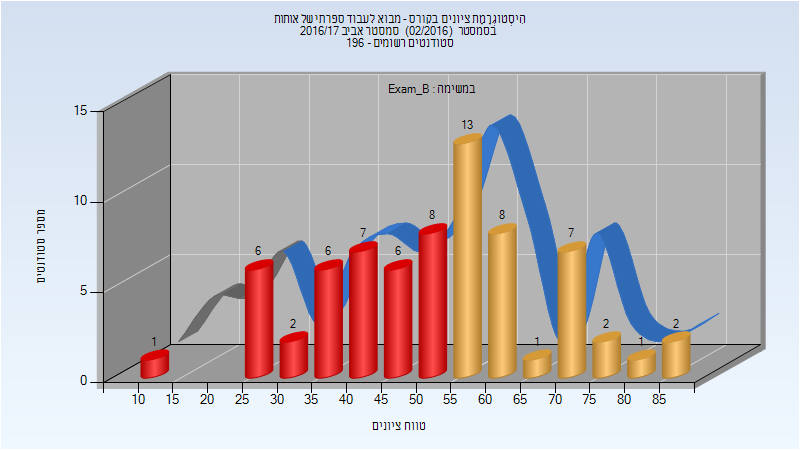 היסטוגרמת ציונים בקורס - מבוא לעבוד ספרתי של אותות
בסמסטר (02/2016) סמסטר אביב 2016/17
סטודנטים רשומים - 196
במשימה : Exam_B
מספר סטודנטים
15
10
5
0
1
6
2
6
7
6
8
13
8
1
7
2
1
2
10 15 20 25 30 35 40 45 50 55 60 65 70 75 80 85
טווח ציונים